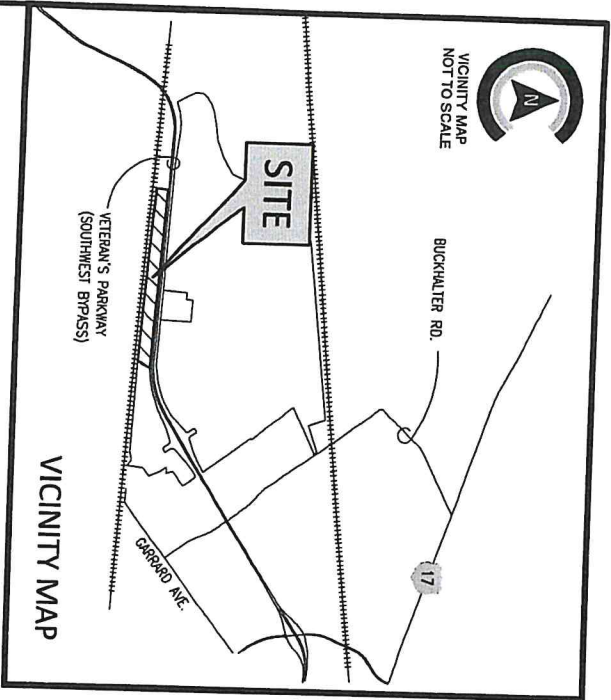 N
VICINITY MAP
NOT TO SCALE
SITE
BUCKHALTER RD.
17
VETERAN'S PARKWAY
(SOUTHWEST BYPASS)
GARRARD AVE.
VICINITY MAP